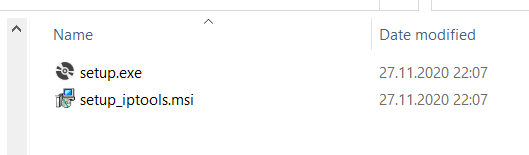 Name Date modified
setup.exe 27.11.2020 22:07
setup_iptools.msi 27.11.2020 22:07